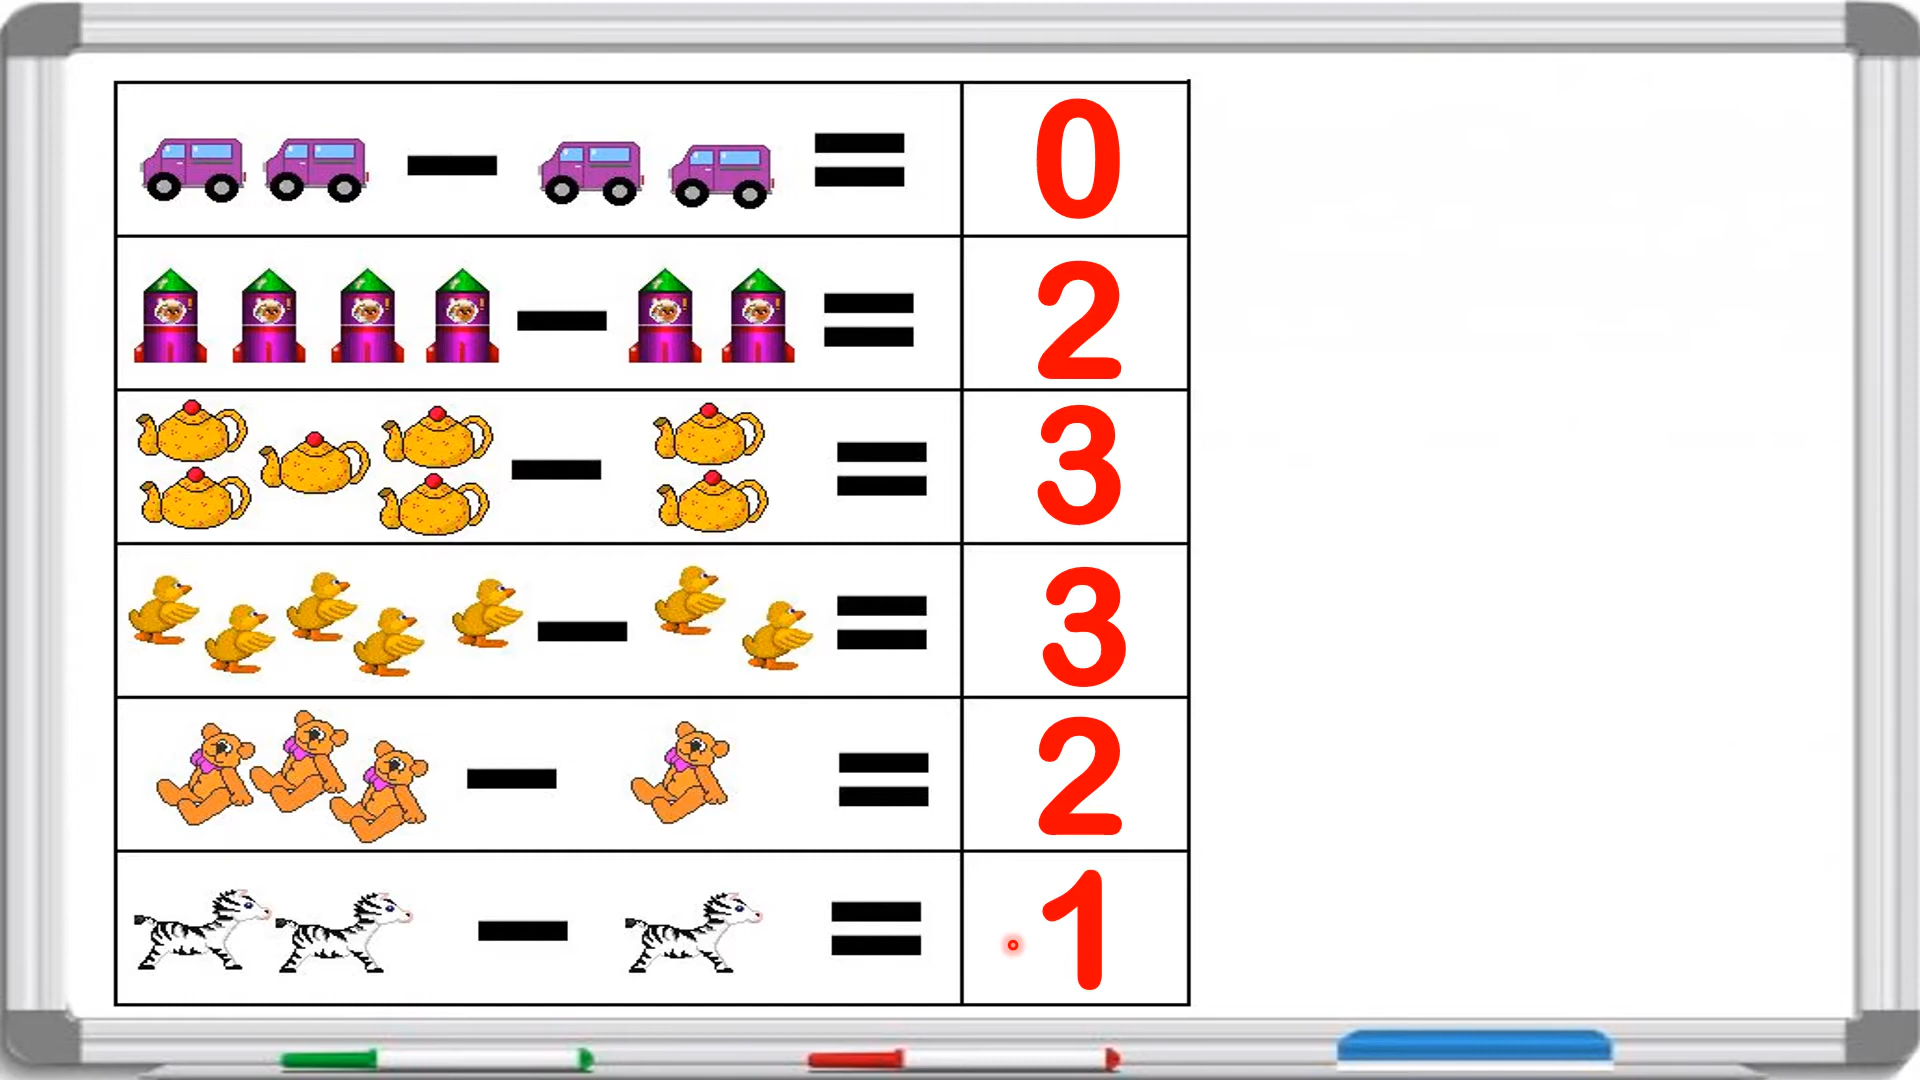 — = 0
— = 2
— = 3
— = 3
— = 2
— = 1